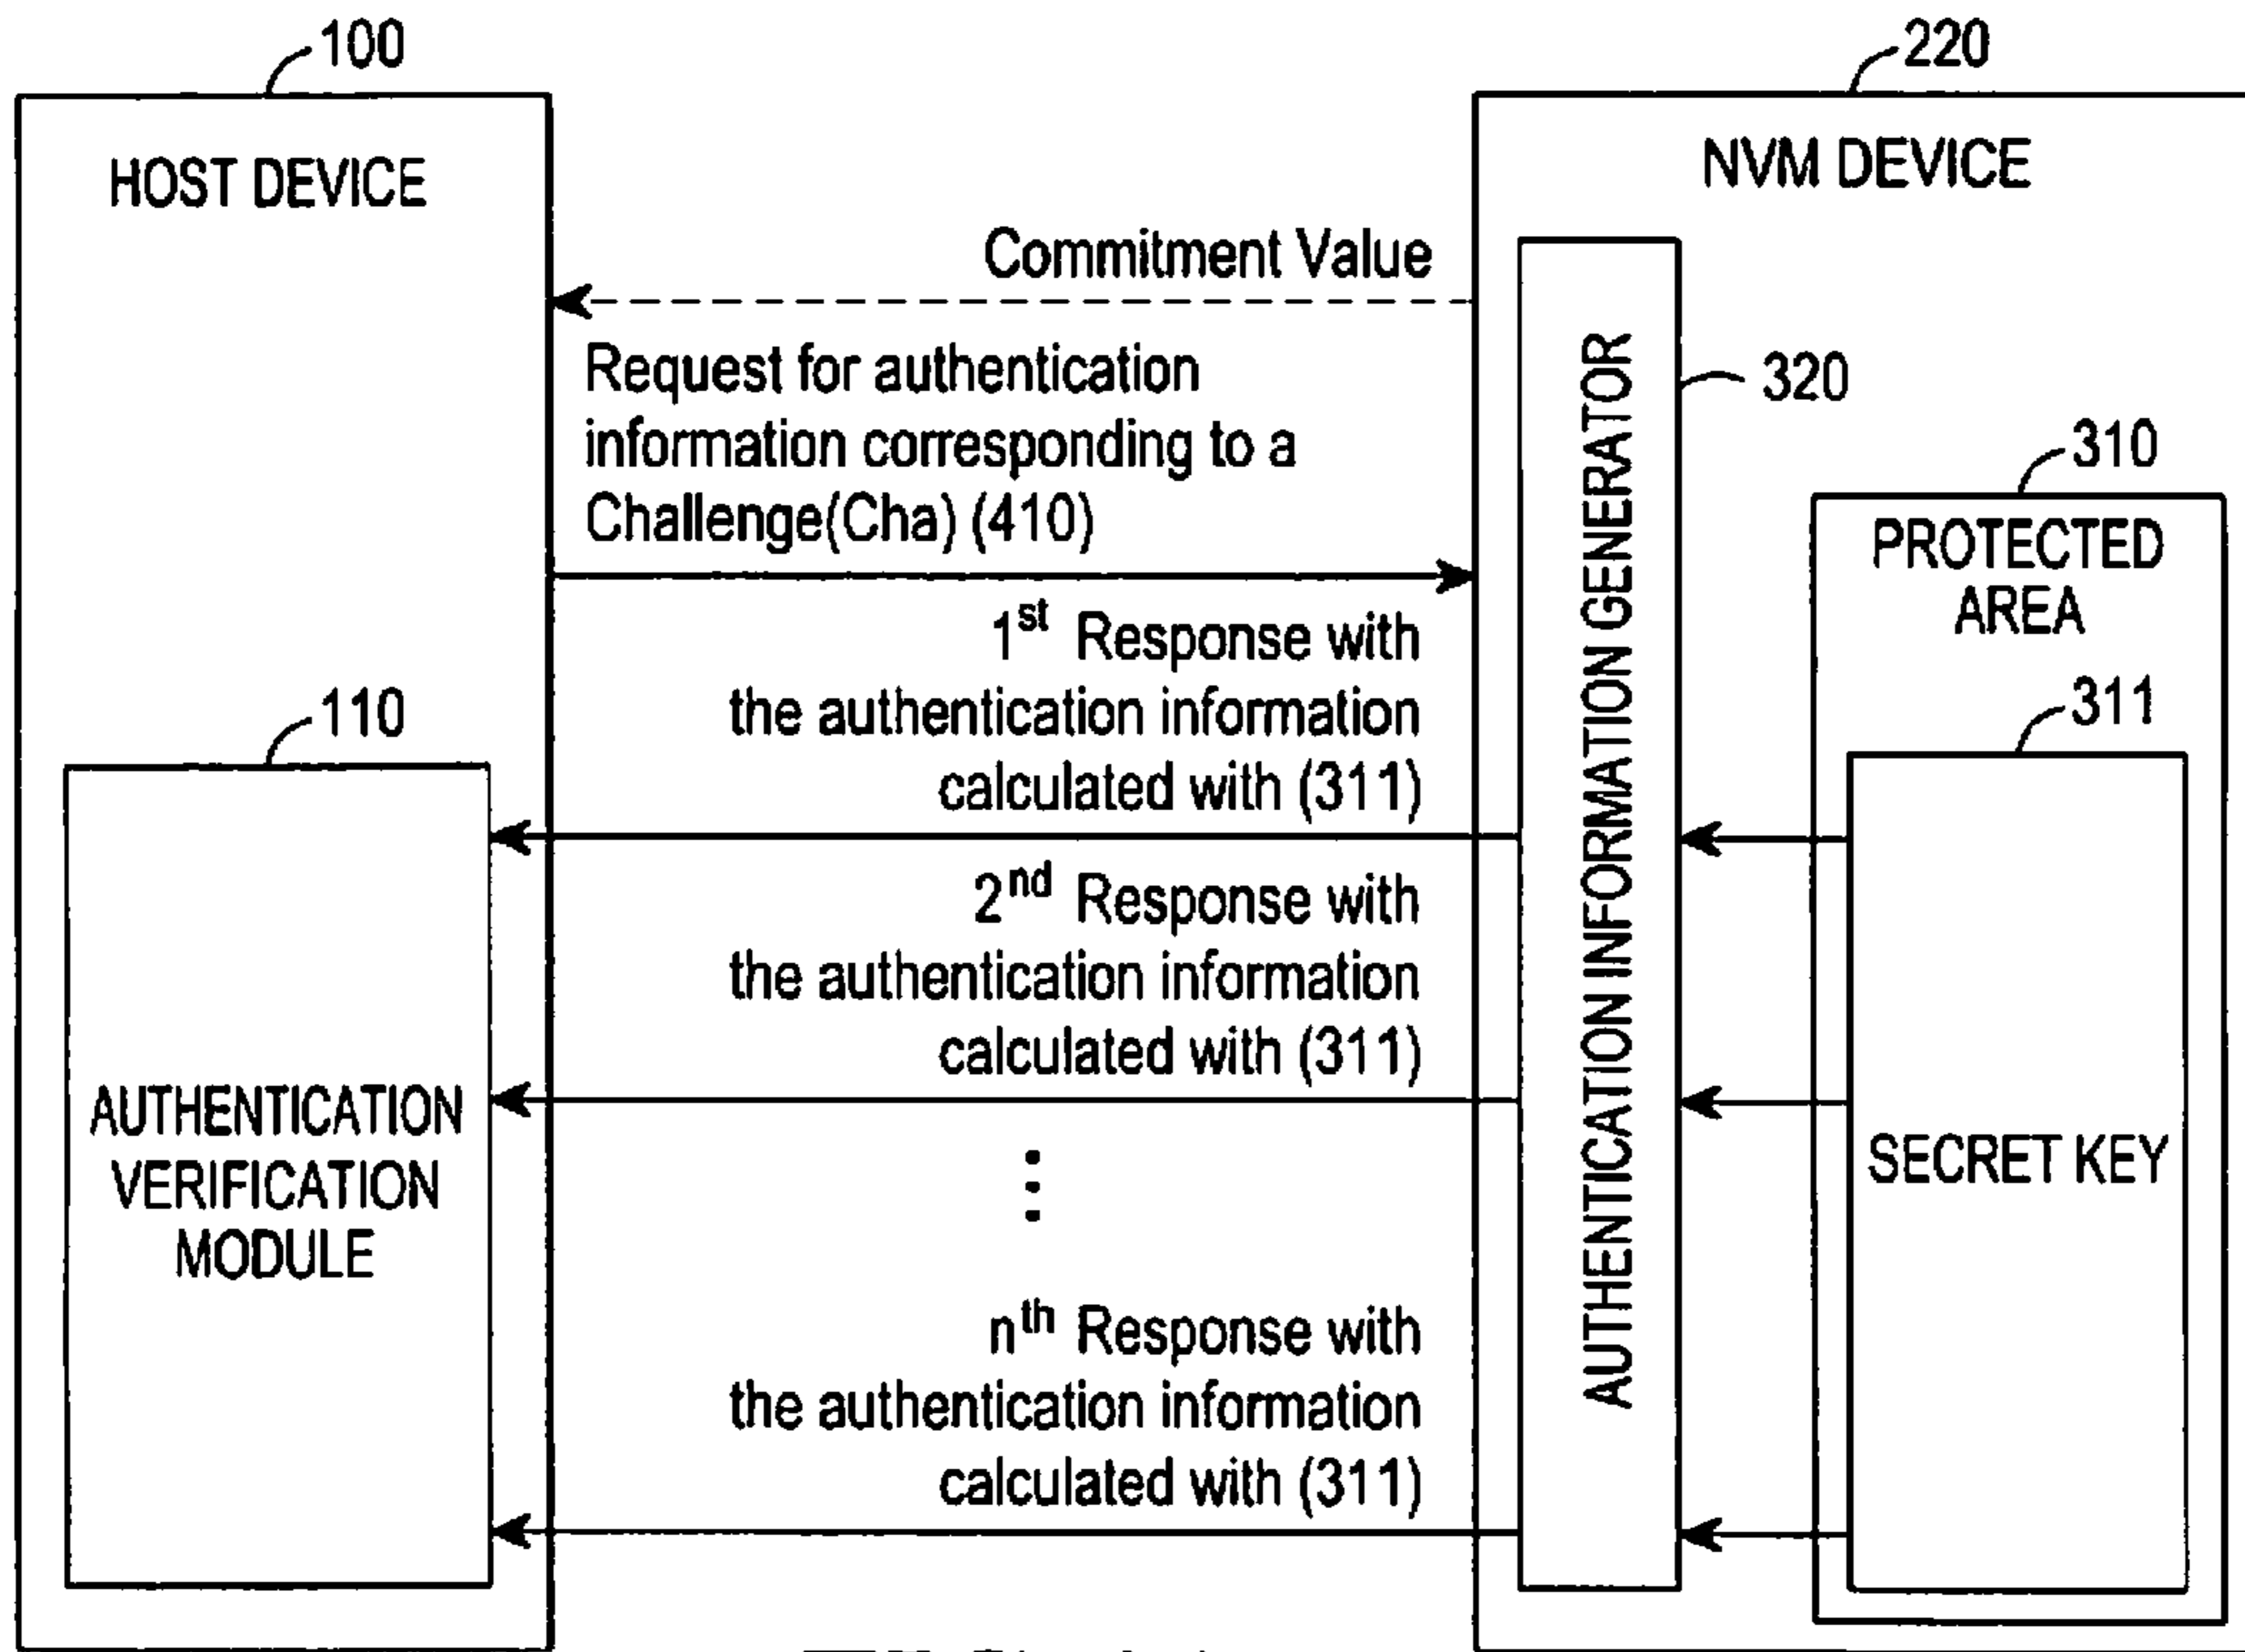 100
220
HOST DEVICE
NVM DEVICE
Commitment Value
Request for authentication
information corresponding to a
Challenge(Cha) (410)
AUTHENTICATION INFORMATION GENERATOR
320
310
PROTECTED
AREA
1st Response with
the authentication information
calculated with (311)
110
311
2nd Response with
the authentication information
calculated with (311)
AUTHENTICATION
VERIFICATION
MODULE
SECRET KEY
⋮
nth Response with
the authentication information
calculated with (311)